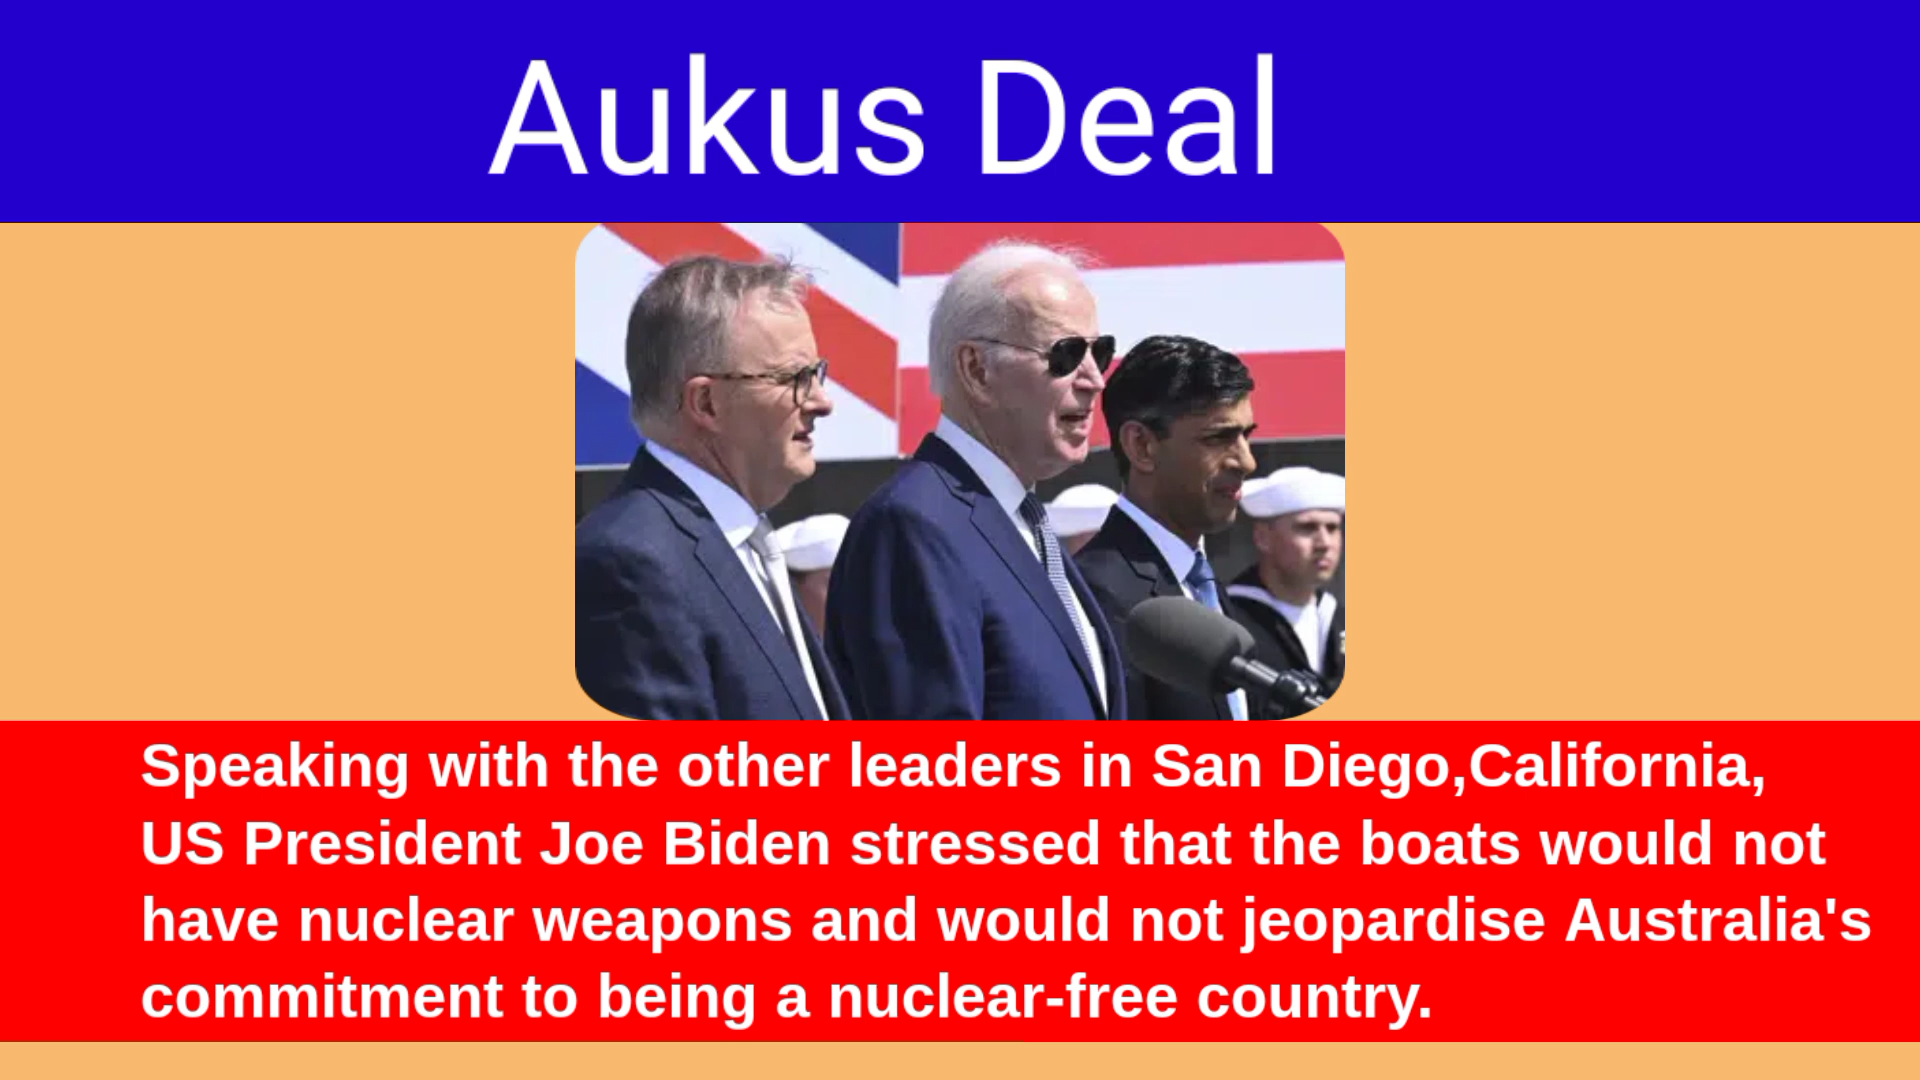 Aukus Deal
Speaking with the other leaders in San Diego,California,
US President Joe Biden stressed that the boats would not
have nuclear weapons and would not jeopardise Australia's
commitment to being a nuclear-free country.